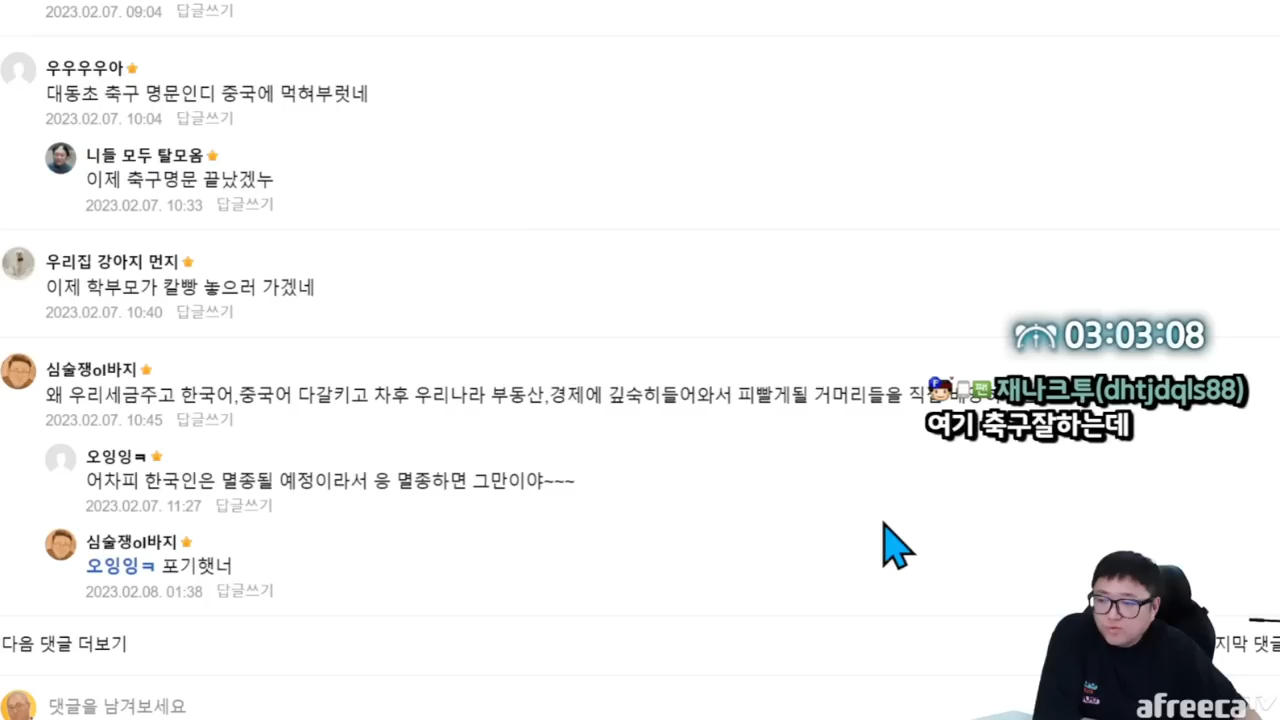 2023.02.07. 09:04 답글쓰기
우우우우아
대동초 축구 명문인디 중국에 먹혀부럿네
2023.02.07. 10:04 답글쓰기
니들 모두 탈모옴
이제 축구명문 끝났겠누
2023.02.07. 10:33 답글쓰기
우리집 강아지 먼지
이제 학부모가 칼빵 놓으러 가겠네
2023.02.07. 10:40 답글쓰기
03:03:08
심술쟁ol바지
왜 우리세금주고 한국어,중국어 다갈키고 차후 우리나라 부동산,경제에 깊숙히들어와서 피빨게될 거머리들을
재나크투(dhtjdqls88)
여기 축구잘하는데
2023.02.07. 10:45 답글쓰기
오잉잉ㅋ
어차피 한국인은 멸종될 예정이라서 응 멸종하면 그만이야~~~
2023.02.07. 11:27 답글쓰기
심술쟁ol바지
오잉잉ㅋ 포기햇너
2023.02.08. 01:38 답글쓰기
다음 댓글 더보기
지막 댓글
댓글을 남겨보세요
afreecaTV